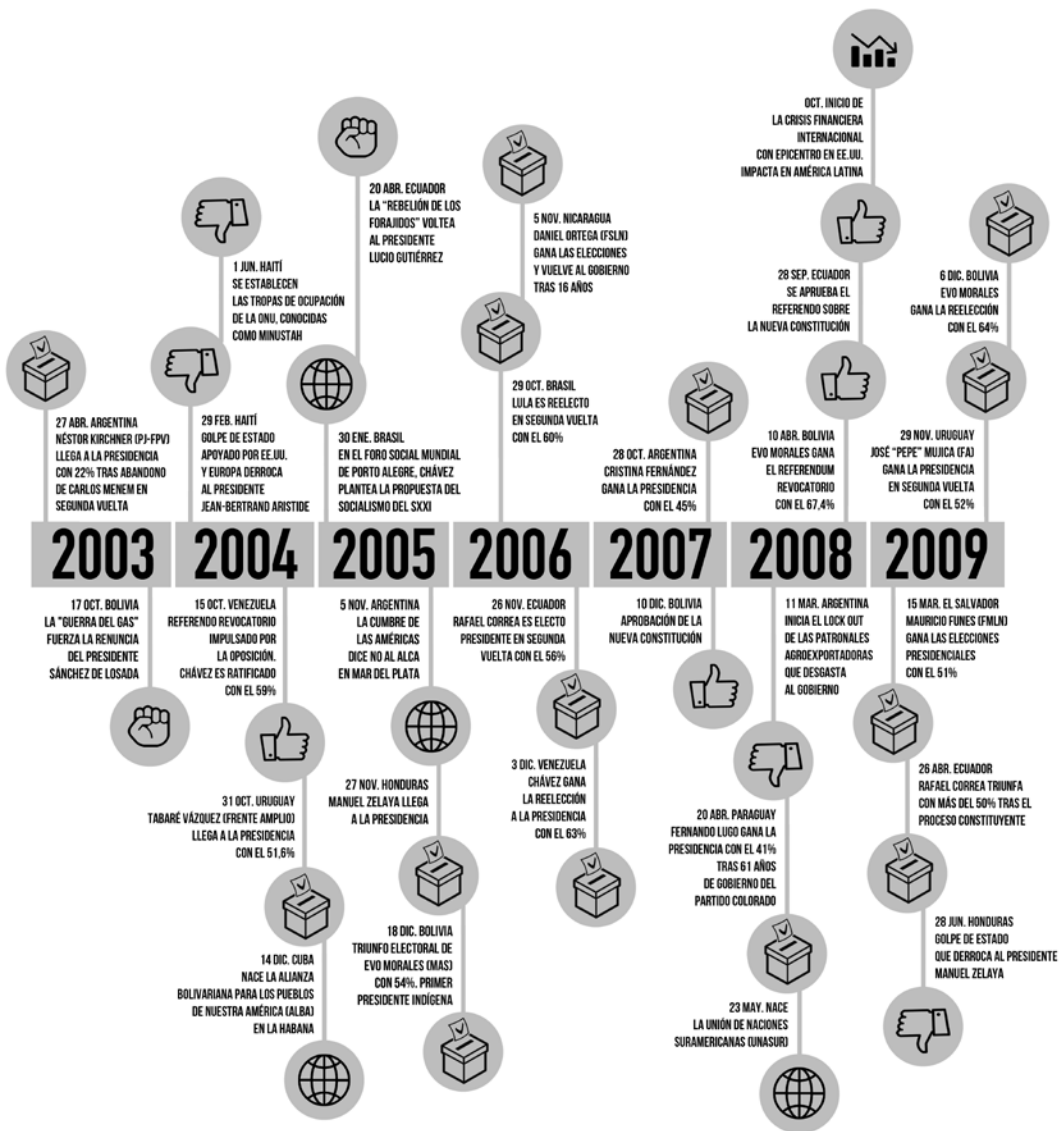 OCT. INICIO DE
LA CRISIS FINANCIERA
INTERNACIONAL
CON EPICENTRO EN EE.UU.
IMPACTA EN AMÉRICA LATINA
20 ABR. ECUADOR
LA "REBELIÓN DE LOS
FORAJIDOS" VOLTEA
AL PRESIDENTE
LUCIO GUTIÉRREZ
5 NOV. NICARAGUA
DANIEL ORTEGA (FSLN)
GANA LAS ELECCIONES
Y VUELVE AL GOBIERNO
TRAS 16 AÑOS
1 JUN. HAITÍ
SE ESTABLECEN
LAS TROPAS DE OCUPACIÓN
DE LA ONU, CONOCIDAS
COMO MINUSTAH
28 SEP. ECUADOR
SE APRUEBA EL
REFERENDO SOBRE
LA NUEVA CONSTITUCIÓN
6 DIC. BOLIVIA
EVO MORALES
GANA LA REELECCIÓN
CON EL 64%
27 ABR. ARGENTINA
NÉSTOR KIRCHNER (PJ-FPV)
LLEGA A LA PRESIDENCIA
CON 22% TRAS ABANDONO
DE CARLOS MENEM EN
SEGUNDA VUELTA
29 FEB. HAITÍ
GOLPE DE ESTADO
APOYADO POR EE.UU.
Y EUROPA DERROCA
AL PRESIDENTE
JEAN-BERTRAND ARISTIDE
30 ENE. BRASIL
EN EL FORO SOCIAL MUNDIAL
DE PORTO ALEGRE, CHÁVEZ
PLANTEA LA PROPUESTA DEL
SOCIALISMO DEL SXXI
29 OCT. BRASIL
LULA ES REELECTO
EN SEGUNDA VUELTA
CON EL 60%
28 OCT. ARGENTINA
CRISTINA FERNÁNDEZ
GANA LA PRESIDENCIA
CON EL 45%
10 ABR. BOLIVIA
EVO MORALES GANA
EL REFERENDUM
REVOCATORIO
CON EL 67,4%
29 NOV. URUGUAY
JOSÉ "PEPE" MUJICA (FA)
GANA LA PRESIDENCIA
EN SEGUNDA VUELTA
CON EL 52%
2003 2004 2005 2006 2007 2008 2009
17 OCT. BOLIVIA
LA "GUERRA DEL GAS"
FUERZA LA RENUNCIA
DEL PRESIDENTE
SÁNCHEZ DE LOSADA
15 OCT. VENEZUELA
REFERENDO REVOCATORIO
IMPULSADO POR
LA OPOSICIÓN.
CHÁVEZ ES RATIFICADO
CON EL 59%
5 NOV. ARGENTINA
LA CUMBRE DE
LAS AMÉRICAS
DICE NO AL ALCA
EN MAR DEL PLATA
26 NOV. ECUADOR
RAFAEL CORREA ES ELECTO
PRESIDENTE EN SEGUNDA
VUELTA CON EL 56%
10 DIC. BOLIVIA
APROBACIÓN DE LA
NUEVA CONSTITUCIÓN
11 MAR. ARGENTINA
INICIA EL LOCK OUT
DE LAS PATRONALES
AGROEXPORTADORAS
QUE DESGASTA
AL GOBIERNO
15 MAR. EL SALVADOR
MAURICIO FUNES (FMLN)
GANA LAS ELECCIONES
PRESIDENCIALES
CON EL 51%
31 OCT. URUGUAY
TABARÉ VÁZQUEZ (FRENTE AMPLIO)
LLEGA A LA PRESIDENCIA
CON EL 51,6%
27 NOV. HONDURAS
MANUEL ZELAYA LLEGA
A LA PRESIDENCIA
3 DIC. VENEZUELA
CHÁVEZ GANA
LA REELECCIÓN
A LA PRESIDENCIA
CON EL 63%
20 ABR. PARAGUAY
FERNANDO LUGO GANA LA
PRESIDENCIA CON EL 41%
TRAS 61 AÑOS
DE GOBIERNO DEL
PARTIDO COLORADO
26 ABR. ECUADOR
RAFAEL CORREA TRIUNFA
CON MÁS DEL 50% TRAS EL
PROCESO CONSTITUYENTE
14 DIC. CUBA
NACE LA ALIANZA
BOLIVARIANA PARA LOS PUEBLOS
DE NUESTRA AMÉRICA (ALBA)
EN LA HABANA
18 DIC. BOLIVIA
TRIUNFO ELECTORAL DE
EVO MORALES (MAS)
CON 54%. PRIMER
PRESIDENTE INDÍGENA
23 MAY. NACE
LA UNIÓN DE NACIONES
SURAMERICANAS (UNASUR)
28 JUN. HONDURAS
GOLPE DE ESTADO
QUE DERROCA AL PRESIDENTE
MANUEL ZELAYA